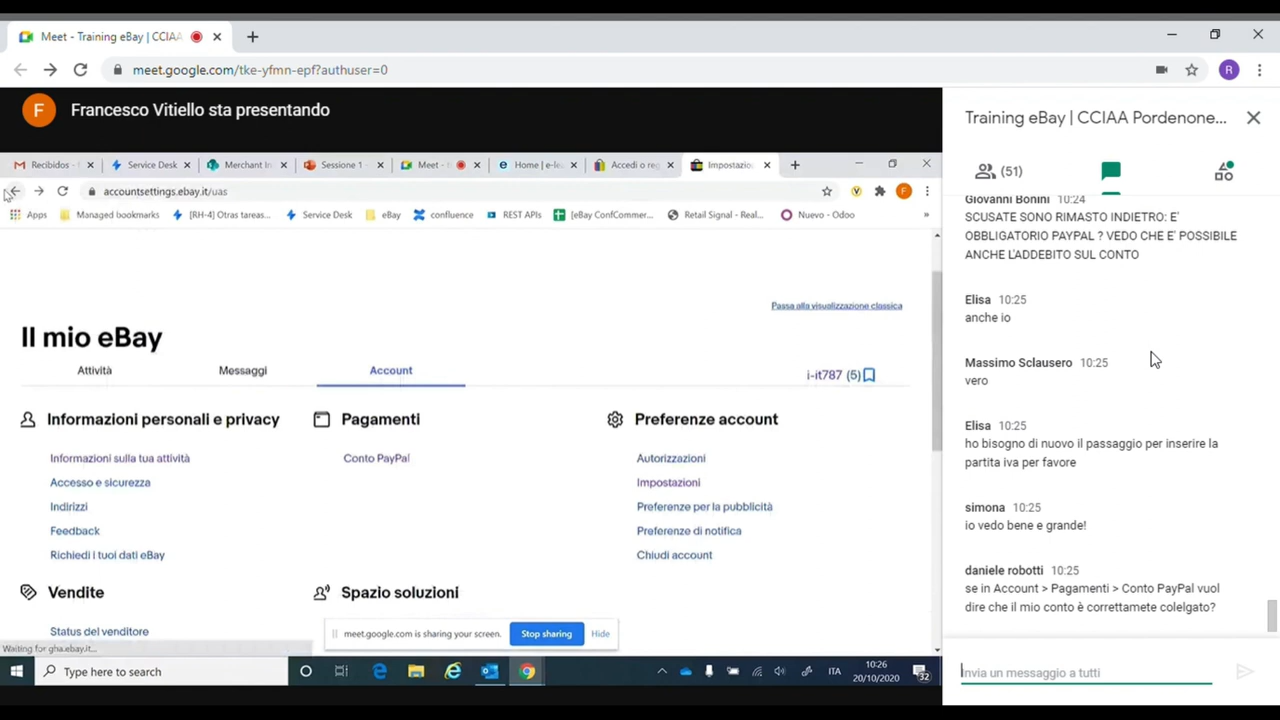 Meet - Training eBay | CCIAA
meet.google.com/tke-yfmn-epf?authuser=0
R
F
Francesco Vitiello sta presentando
Recibidos -
Service Desk
Merchant In
Sessione 1 -
Meet -
Home | e-lea
Accedi o reg
Impostazio
accountsettings.ebay.it/uas
F
Apps
Managed bookmarks
[RH-4] Otras tareas...
Service Desk
eBay
confluence
REST APIs
[eBay ConfCommer...
Retail Signal - Real...
Nuevo - Odoo
»
Passa alla visualizzazione classica
Il mio eBay
Attività
Messaggi
Account
i-it787 (5)
Informazioni personali e privacy
Informazioni sulla tua attività
Accesso e sicurezza
Indirizzi
Feedback
Richiedi i tuoi dati eBay
Pagamenti
Conto PayPal
Preferenze account
Autorizzazioni
Impostazioni
Preferenze per la pubblicità
Preferenze di notifica
Chiudi account
Vendite
Status del venditore
Spazio soluzioni
meet.google.com is sharing your screen.
Stop sharing
Hide
Waiting for gha.ebay.it...
Type here to search
ITA
10:26
20/10/2020
32
Training eBay | CCIAA Pordenone...
(51)
Giovanni Bonini 10:24
SCUSATE SONO RIMASTO INDIETRO: E'
OBBLIGATORIO PAYPAL ? VEDO CHE E' POSSIBILE
ANCHE L'ADDEBITO SUL CONTO
Elisa 10:25
anche io
Massimo Sclausero 10:25
vero
Elisa 10:25
ho bisogno di nuovo il passaggio per inserire la
partita iva per favore
simona 10:25
io vedo bene e grande!
daniele robotti 10:25
se in Account > Pagamenti > Conto PayPal vuol
dire che il mio conto è correttamete colelgato?
Invia un messaggio a tutti